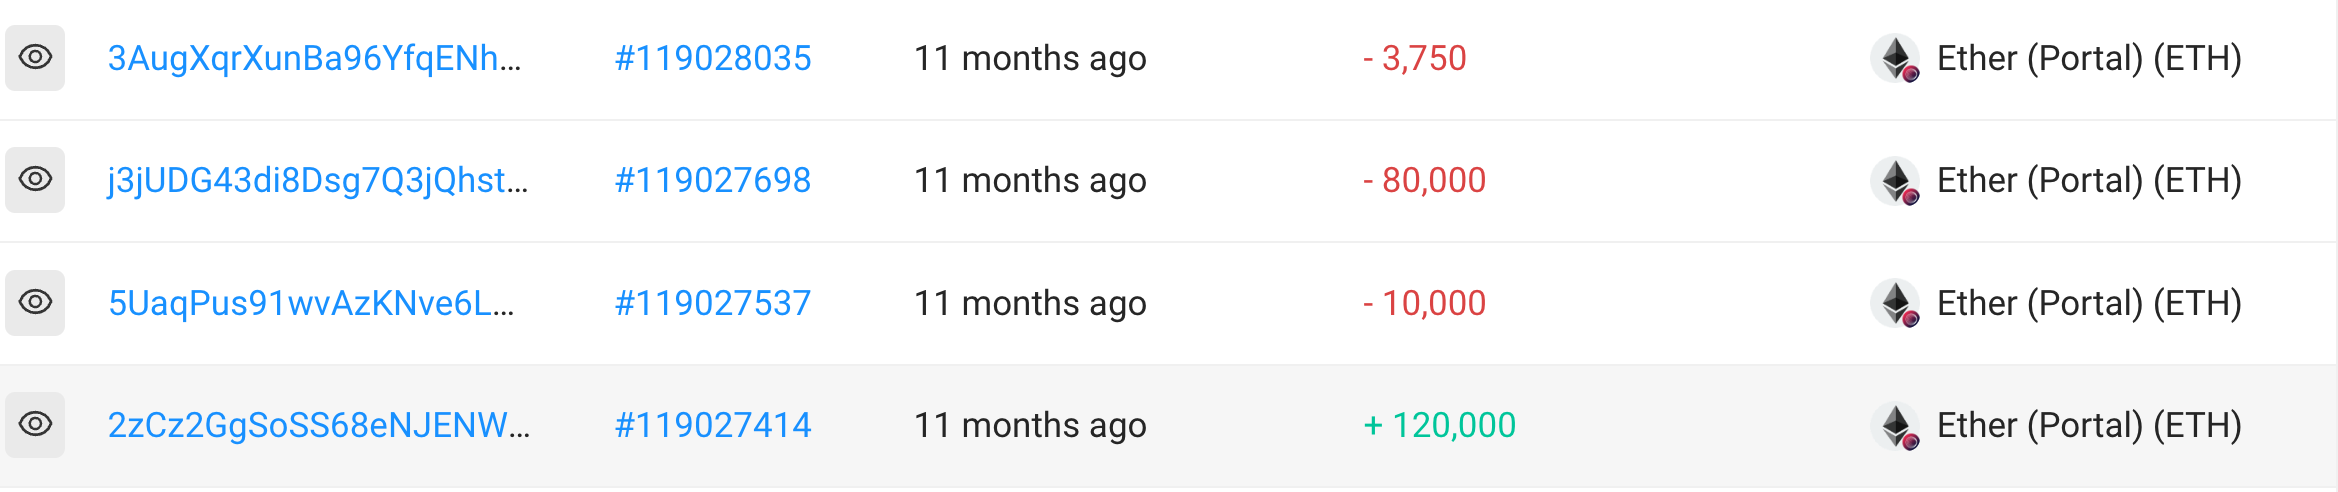 3AugXqrXunBa96YfqENh... #119028035 11 months ago - 3,750 Ether (Portal) (ETH)
j3jUDG43di8Dsg7Q3jQhst... #119027698 11 months ago - 80,000 Ether (Portal) (ETH)
5UaqPus91wvAzKNve6L... #119027537 11 months ago - 10,000 Ether (Portal) (ETH)
2zCz2GgSoSS68eNJENW... #119027414 11 months ago + 120,000 Ether (Portal) (ETH)